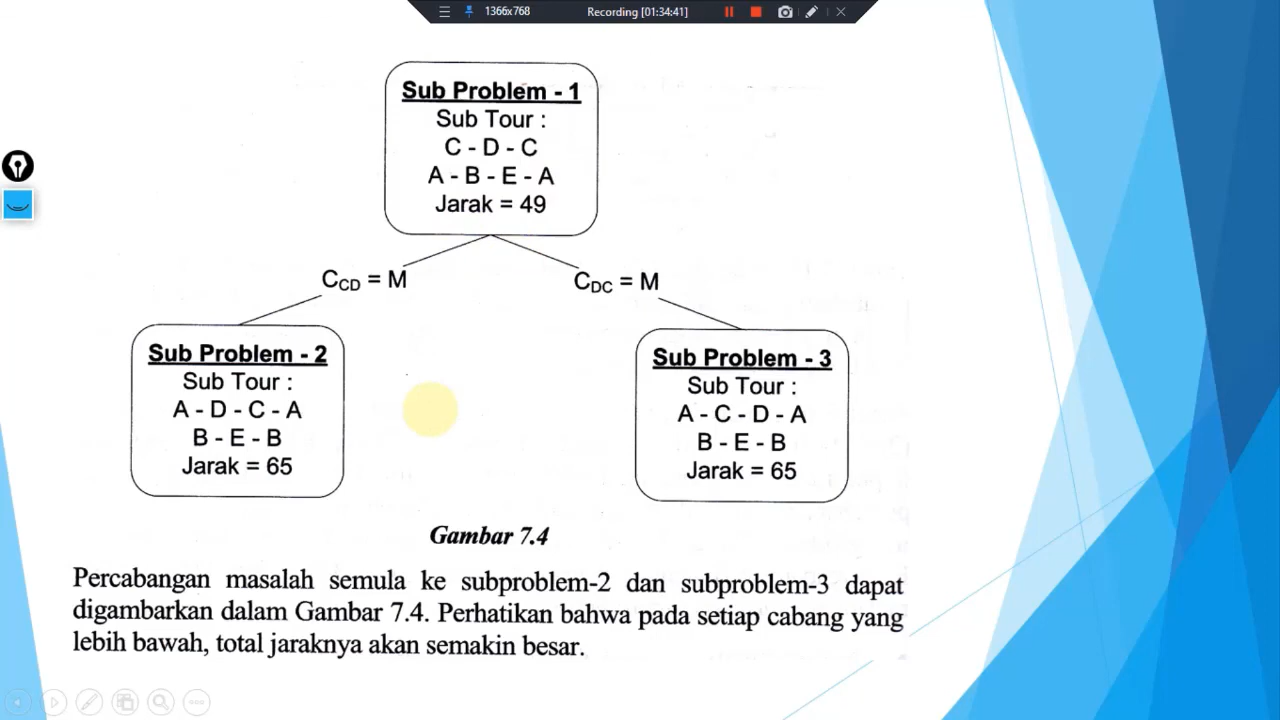 1366x768
Recording [01:34:41]
Sub Problem - 1
Sub Tour :
C - D - C
A - B - E - A
Jarak = 49
CCD = M
CDC = M
Sub Problem - 2
Sub Tour :
A - D - C - A
B - E - B
Jarak = 65
Sub Problem - 3
Sub Tour :
A - C - D - A
B - E - B
Jarak = 65
Gambar 7.4
Percabangan masalah semula ke subproblem-2 dan subproblem-3 dapat
digambarkan dalam Gambar 7.4. Perhatikan bahwa pada setiap cabang yang
lebih bawah, total jaraknya akan semakin besar.